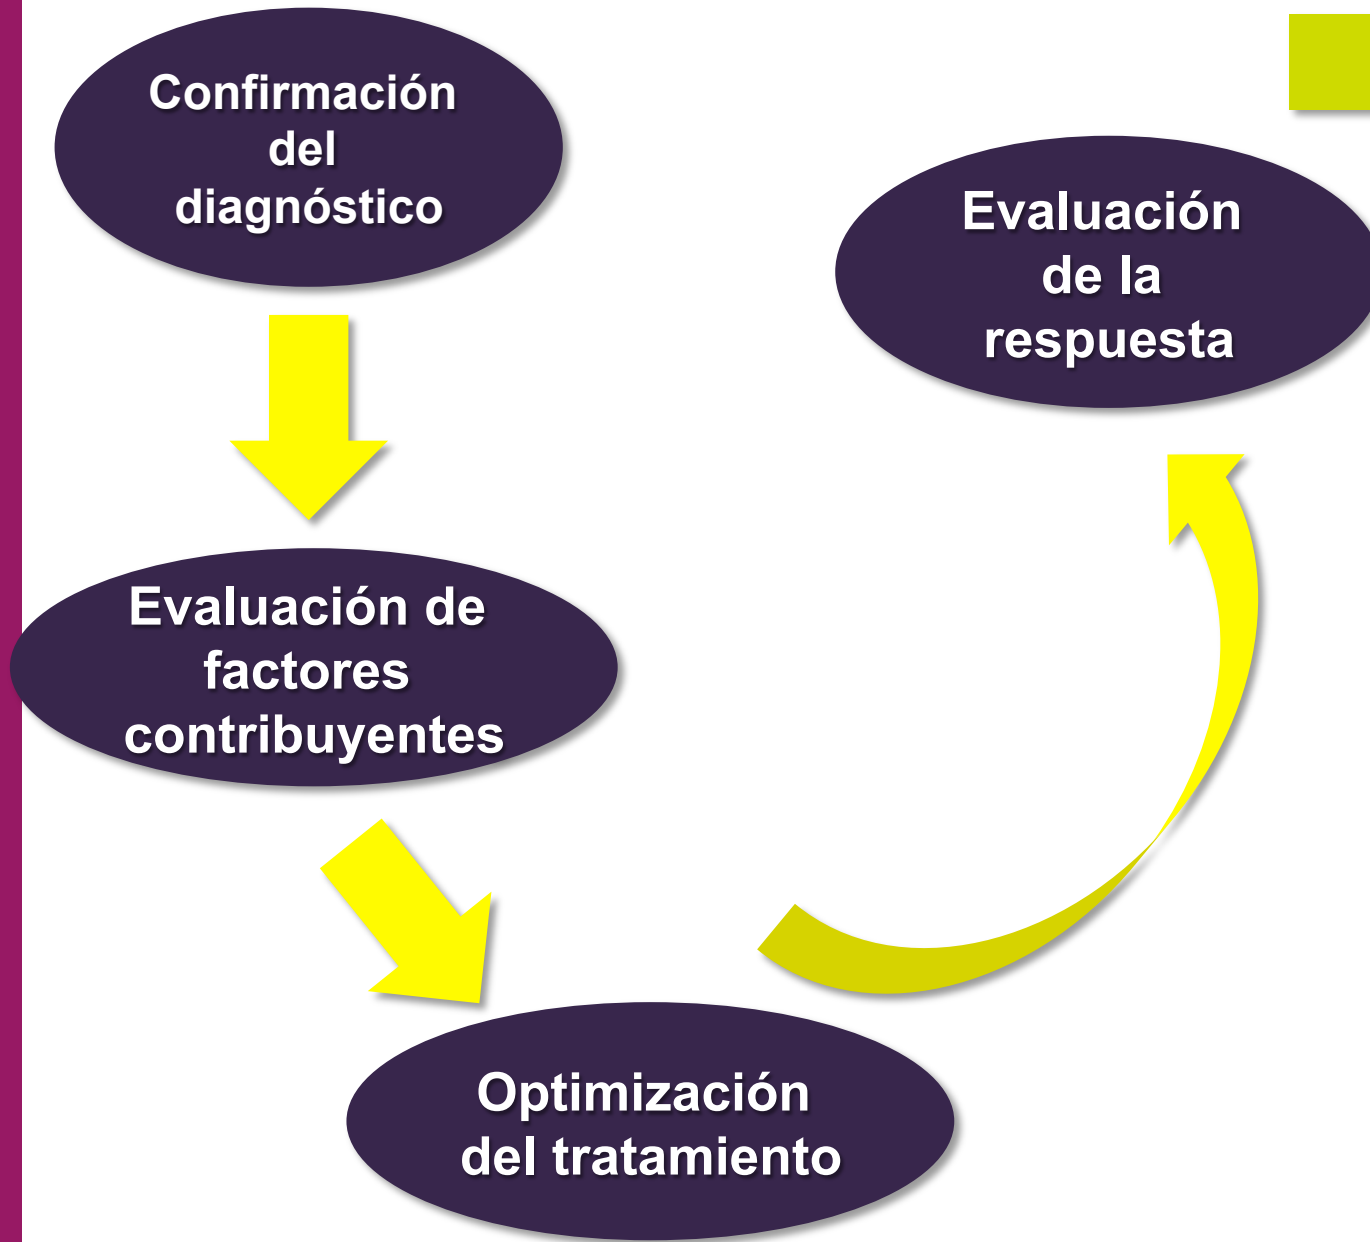 Confirmación
del
diagnóstico
Evaluación de
factores
contribuyentes
Optimización
del tratamiento
Evaluación
de la
respuesta